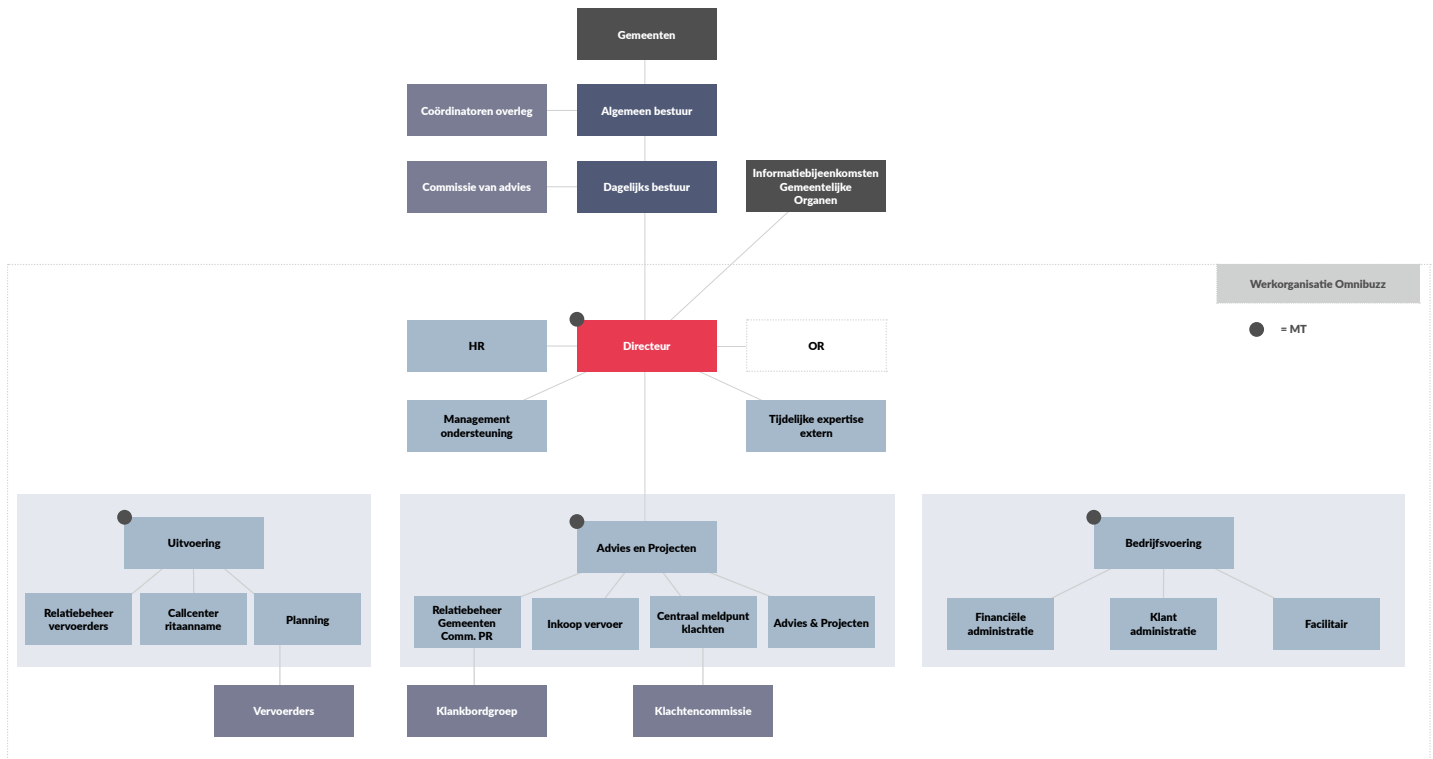 Gemeenten
Coördinatoren overleg
Algemeen bestuur
Commissie van advies
Dagelijks bestuur
Informatiebijeenkomsten
Gemeentelijke
Organen
Werkorganisatie Omnibuzz
= MT
HR
Directeur
OR
Management
ondersteuning
Tijdelijke expertise
extern
Uitvoering
Relatiebeheer
vervoerders
Callcenter
ritaanname
Planning
Advies en Projecten
Relatiebeheer
Gemeenten
Comm. PR
Inkoop vervoer
Centraal meldpunt
klachten
Advies & Projecten
Bedrijfsvoering
Financiële
administratie
Klant
administratie
Facilitair
Vervoerders
Klankbordgroep
Klachtencommissie